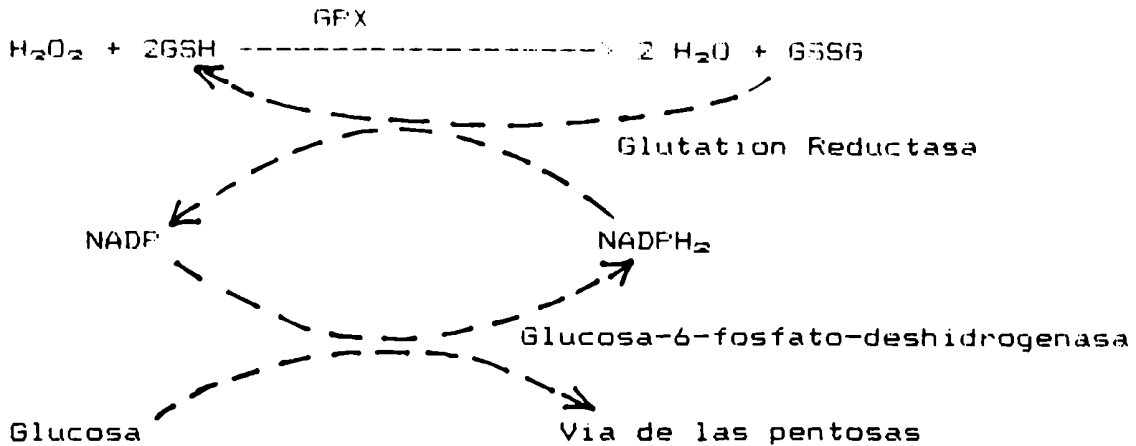 GPX
H₂O₂ + 2GSH ----------------> 2 H₂O + GSSG
Glutation Reductasa
NADP NADPH₂
Glucosa-6-fosfato-deshidrogenasa
Glucosa Via de las pentosas